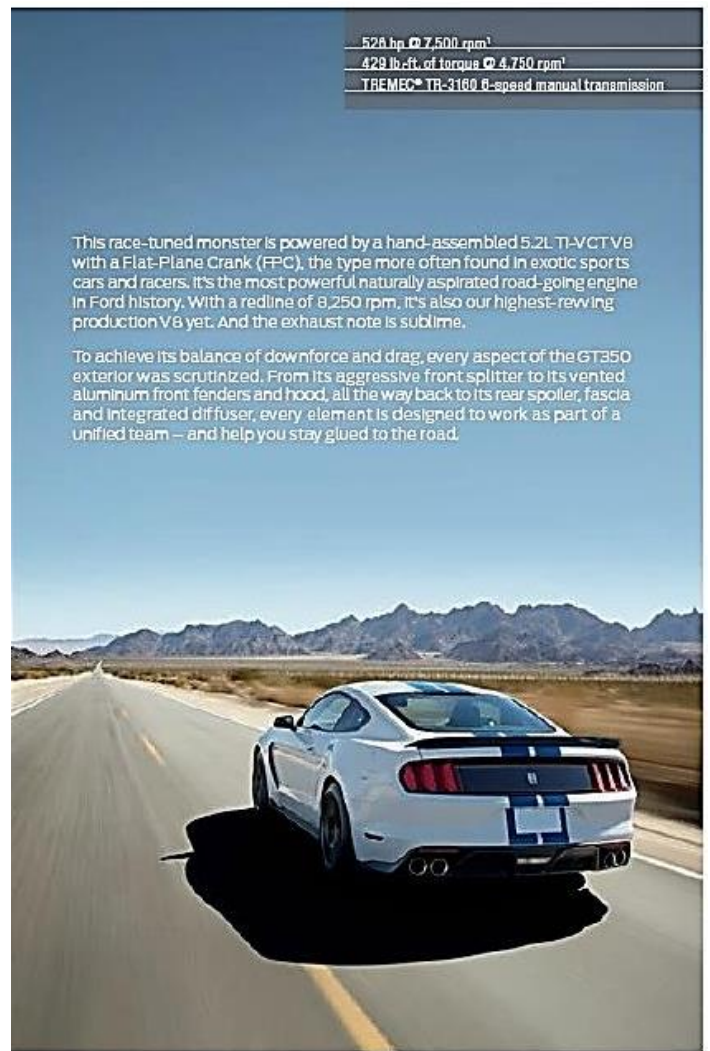 526 hp @ 7,500 rpm¹
429 lb.-ft. of torque @ 4,750 rpm¹
TREMEC® TR-3160 6-speed manual transmission
This race-tuned monster is powered by a hand-assembled 5.2L Ti-VCT V8
with a Flat-Plane Crank (FPC), the type more often found in exotic sports
cars and racers. It's the most powerful naturally aspirated road-going engine
in Ford history. With a redline of 8,250 rpm, it's also our highest-revving
production V8 yet. And the exhaust note is sublime.
To achieve its balance of downforce and drag, every aspect of the GT350
exterior was scrutinized. From its aggressive front splitter to its vented
aluminum front fenders and hood, all the way back to its rear spoiler, fascia
and integrated diffuser, every element is designed to work as part of a
unified team – and help you stay glued to the road.